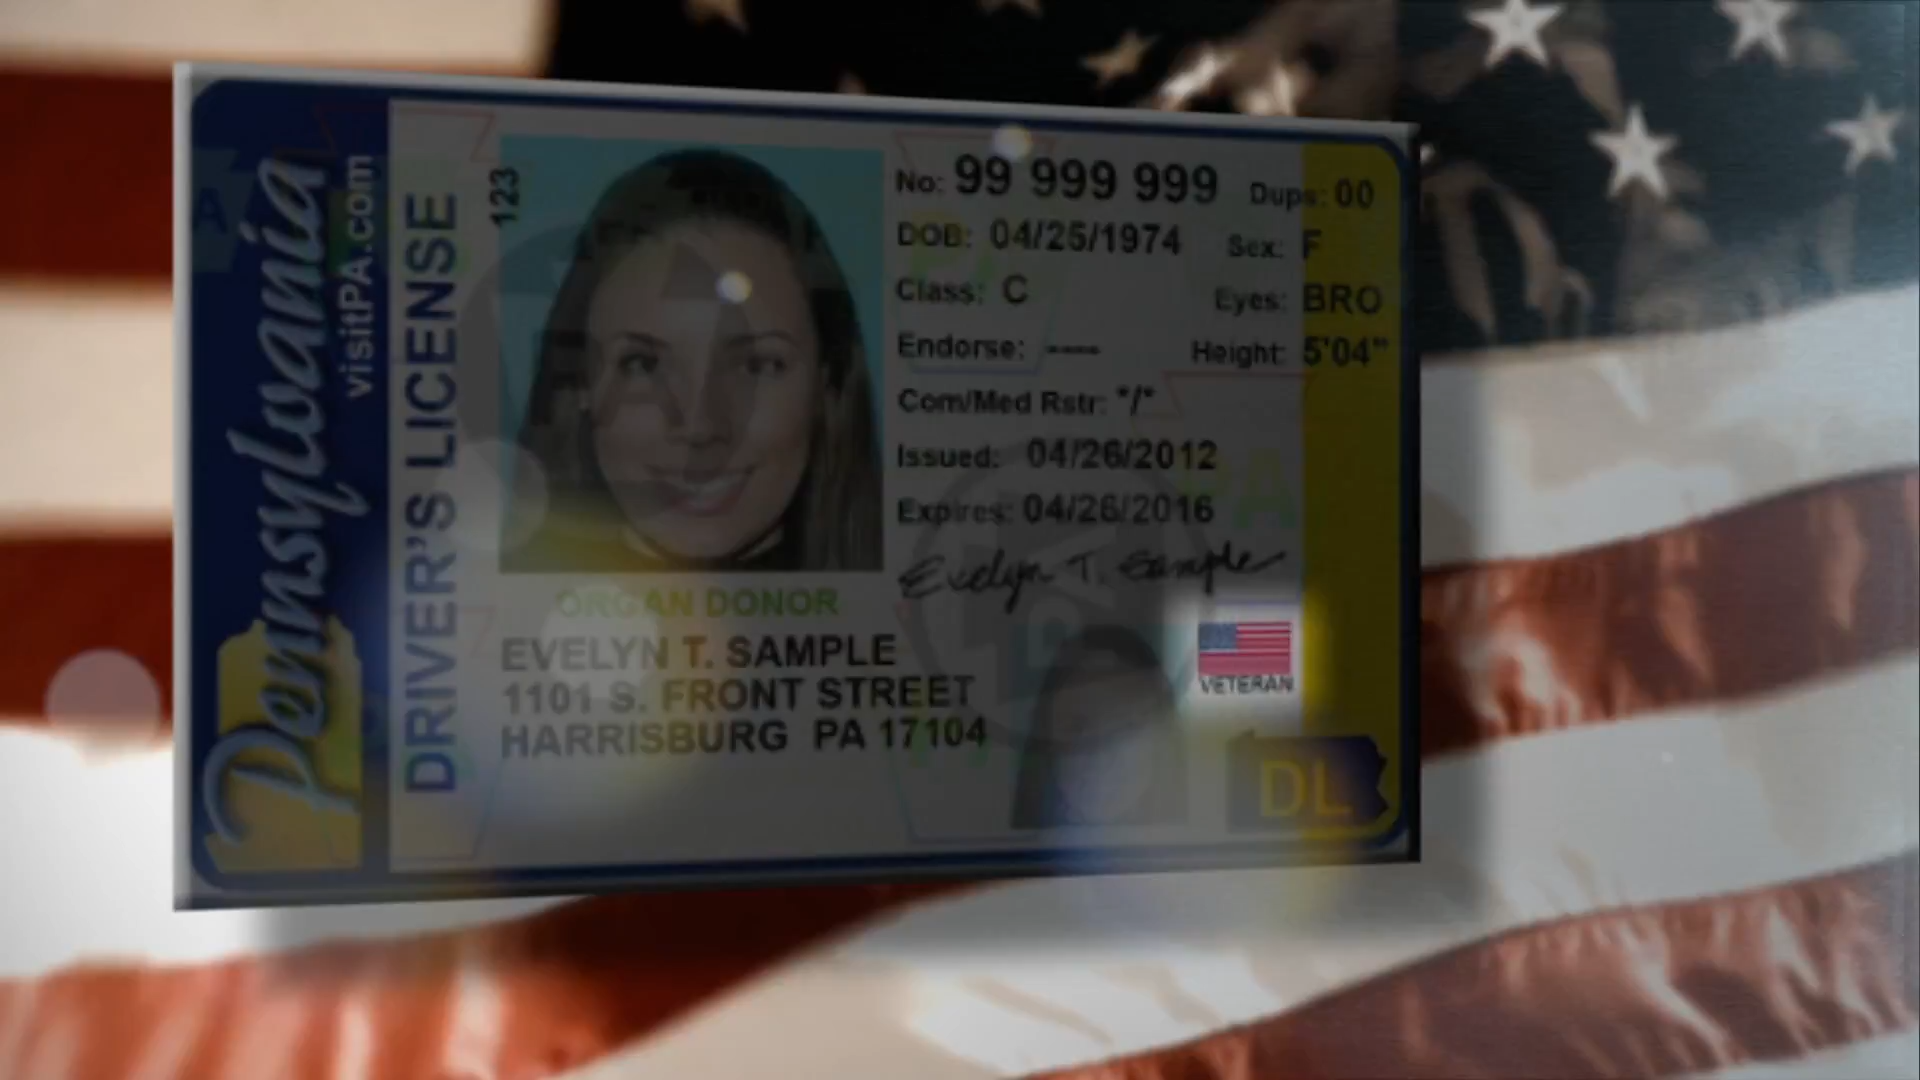 Pennsylvania
visitPA.com
DRIVER'S LICENSE
123
No: 99 999 999 Dups: 00
DOB: 04/25/1974 Sex: F
Class: C Eyes: BRO
Endorse: ---- Height: 5'04"
Com/Med Rstr: */*
Issued: 04/26/2012
Expires: 04/26/2016
Evelyn T. Sample
ORGAN DONOR
EVELYN T. SAMPLE
1101 S. FRONT STREET
HARRISBURG PA 17104
VETERAN
DL
PA